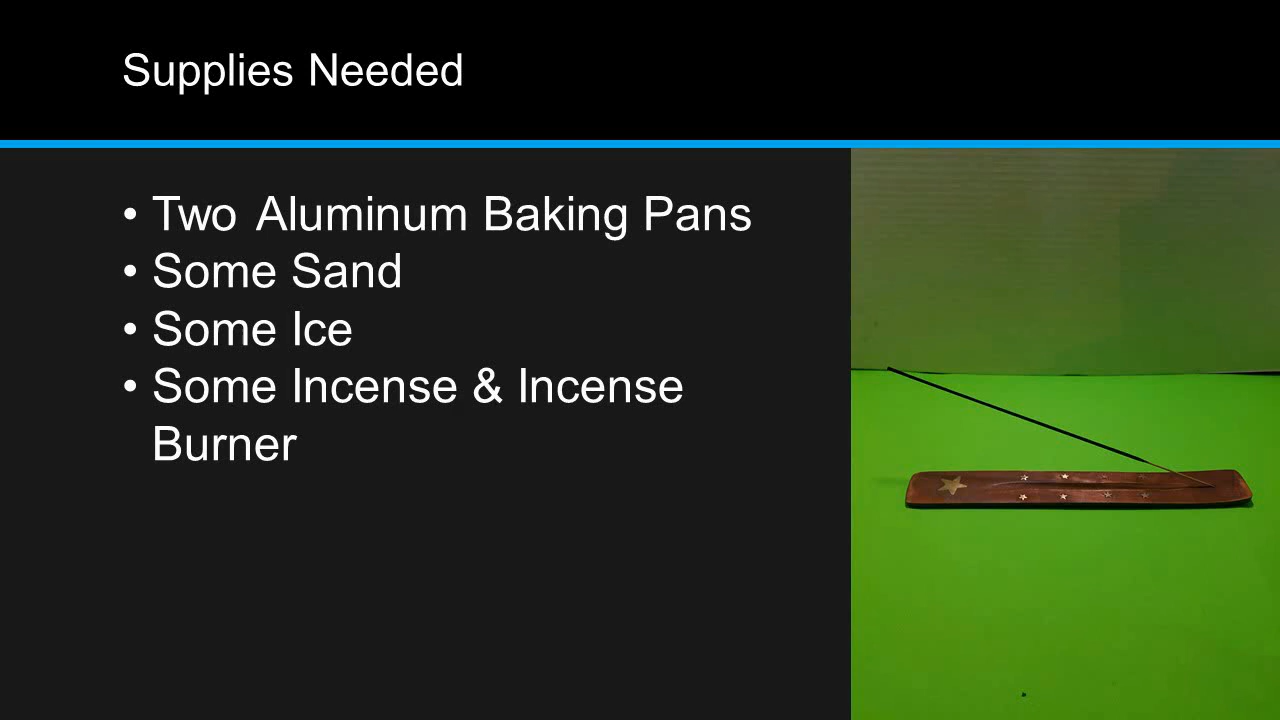 Supplies Needed
• Two Aluminum Baking Pans
• Some Sand
• Some Ice
• Some Incense & Incense
Burner